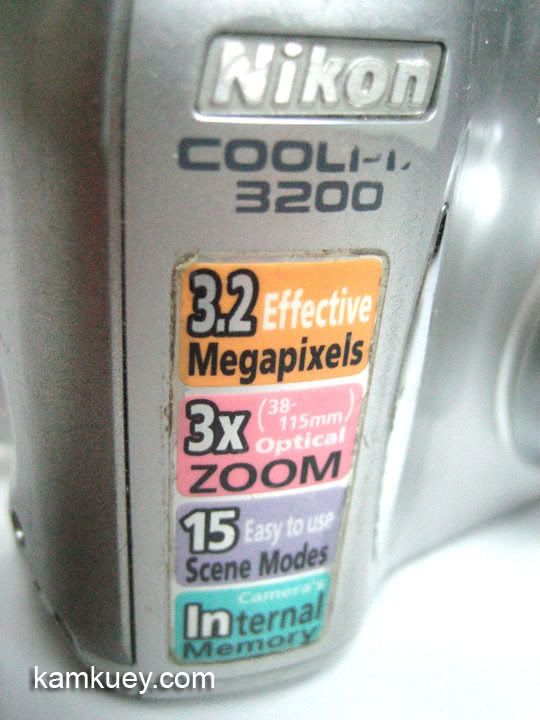 Nikon
3200
3.2 Effective
Megapixels
3x (38-
115mm)
Optical
ZOOM
15 Easy to use
Scene Modes
Camera's
Internal
Memory
kamkuey.com